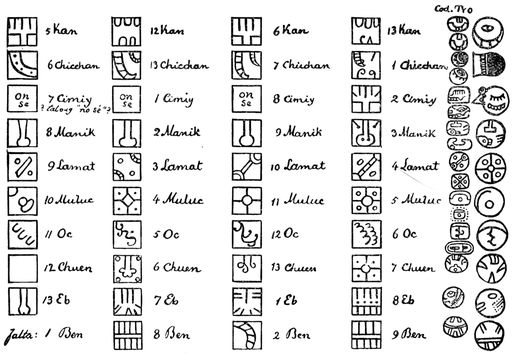 Cod. Tro
5 Kan 12 Kan 6 Kan 13 Kan
6 Chicchan 13 Chicchan 7 Chicchan 1 Chicchan
on se 7 Cimiy on se 1 Cimiy on se 8 Cimiy 2 Cimiy
? "no sé"?
8 Manik 2 Manik 9 Manik 3 Manik
9 Lamat 3 Lamat 10 Lamat 4 Lamat
10 Muluc 4 Muluc 11 Muluc 5 Muluc
11 Oc 5 Oc 12 Oc 6 Oc
12 Chuen 6 Chuen 13 Chuen 7 Chuen
13 Eb 7 Eb 1 Eb 8 Eb
Falta: 1 Ben 8 Ben 2 Ben 9 Ben